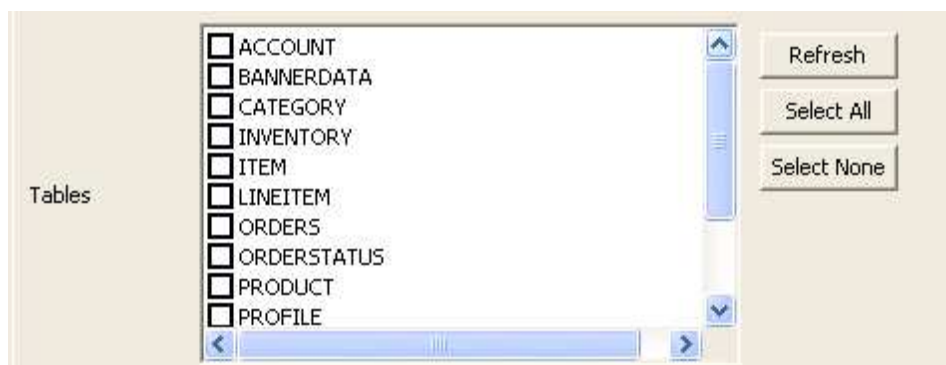 Tables
ACCOUNT
BANNERDATA
CATEGORY
INVENTORY
ITEM
LINEITEM
ORDERS
ORDERSTATUS
PRODUCT
PROFILE
Refresh
Select All
Select None